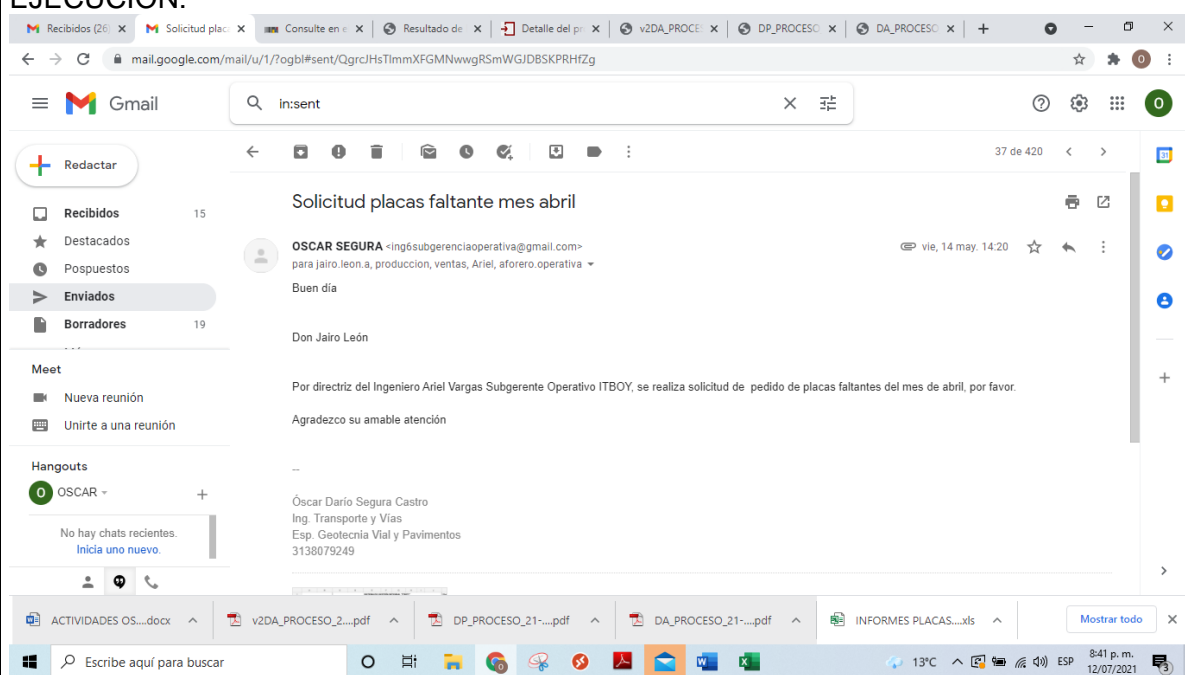 EJECUCION:
Recibidos (26)
Solicitud plac
Consulte en e
Resultado de
Detalle del pr
v2DA_PROCES
DP_PROCESO
DA_PROCESO
mail.google.com/mail/u/1/?ogbl#sent/QgrcJHsTlmmXFGMNwwgRSmWGJDBSKPRHfZg
O
Gmail
in:sent
O
Redactar
37 de 420
31
Recibidos 15
Destacados
Pospuestos
Enviados
Borradores 19
Meet
Nueva reunión
Unirte a una reunión
Hangouts
O OSCAR
No hay chats recientes.
Inicia uno nuevo.
Solicitud placas faltante mes abril
OSCAR SEGURA <ing6subgerenciaoperativa@gmail.com>
vie, 14 may. 14:20
para jairo.leon.a, produccion, ventas, Ariel, aforero.operativa
Buen día
Don Jairo León
Por directriz del Ingeniero Ariel Vargas Subgerente Operativo ITBOY, se realiza solicitud de pedido de placas faltantes del mes de abril, por favor.
Agradezco su amable atención
--
Óscar Darío Segura Castro
Ing. Transporte y Vías
Esp. Geotecnia Vial y Pavimentos
3138079249
ACTIVIDADES OS....docx
v2DA_PROCESO_2....pdf
DP_PROCESO_21-....pdf
DA_PROCESO_21-....pdf
INFORMES PLACAS....xls
Mostrar todo
Escribe aquí para buscar
13°C
ESP
8:41 p. m.
12/07/2021
3